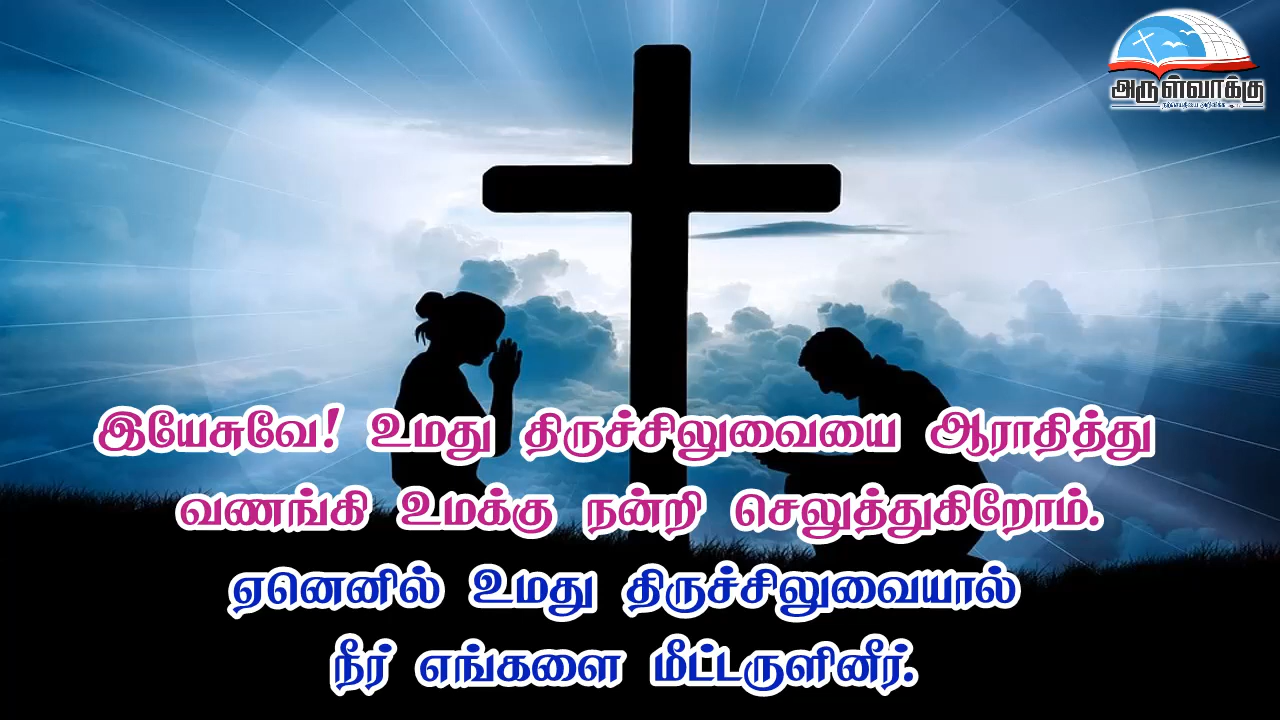 அருள்வாக்கு
இயேசுவே! உமது திருச்சிலுவையை ஆராதித்து
வணங்கி உமக்கு நன்றி செலுத்துகிறோம்.
ஏனெனில் உமது திருச்சிலுவையால்
நீர் எங்களை மீட்டருளினீர்.